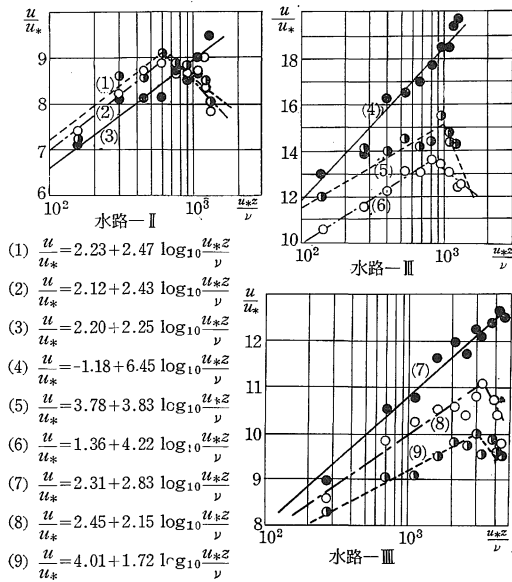 u/u*
9
8
7
6
(1)
(2)
(3)
10² 10³ u*z/ν
水路－Ⅱ
u/u*
18
16
14
12
10
(4)
(5)
(6)
10² 10³ u*z/ν
水路－Ⅲ
(1) u/u* =2.23+2.47 log₁₀ u*z/ν
(2) u/u* =2.12+2.43 log₁₀ u*z/ν
(3) u/u* =2.20+2.25 log₁₀ u*z/ν
(4) u/u* =-1.18+6.45 log₁₀ u*z/ν
(5) u/u* =3.78+3.83 log₁₀ u*z/ν
(6) u/u* =1.36+4.22 log₁₀ u*z/ν
(7) u/u* =2.31+2.83 log₁₀ u*z/ν
(8) u/u* =2.45+2.15 log₁₀ u*z/ν
(9) u/u* =4.01+1.72 log₁₀ u*z/ν
u/u*
12
11
10
9
8
(7)
(8)
(9)
10² 10³ u*z/ν
水路－Ⅲ